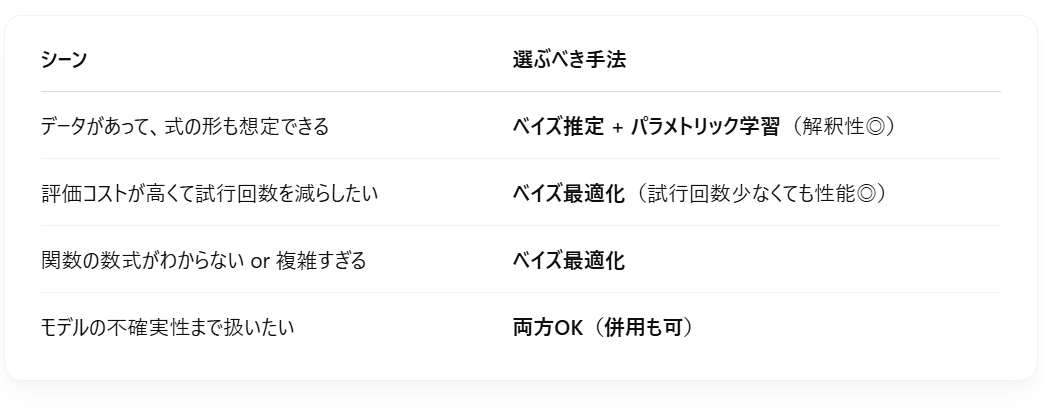 シーン 選ぶべき手法
データがあって、式の形も想定できる ベイズ推定 + パラメトリック学習（解釈性◎）
評価コストが高くて試行回数を減らしたい ベイズ最適化（試行回数少なくても性能◎）
関数の数式がわからない or 複雑すぎる ベイズ最適化
モデルの不確実性まで扱いたい 両方OK（併用も可）